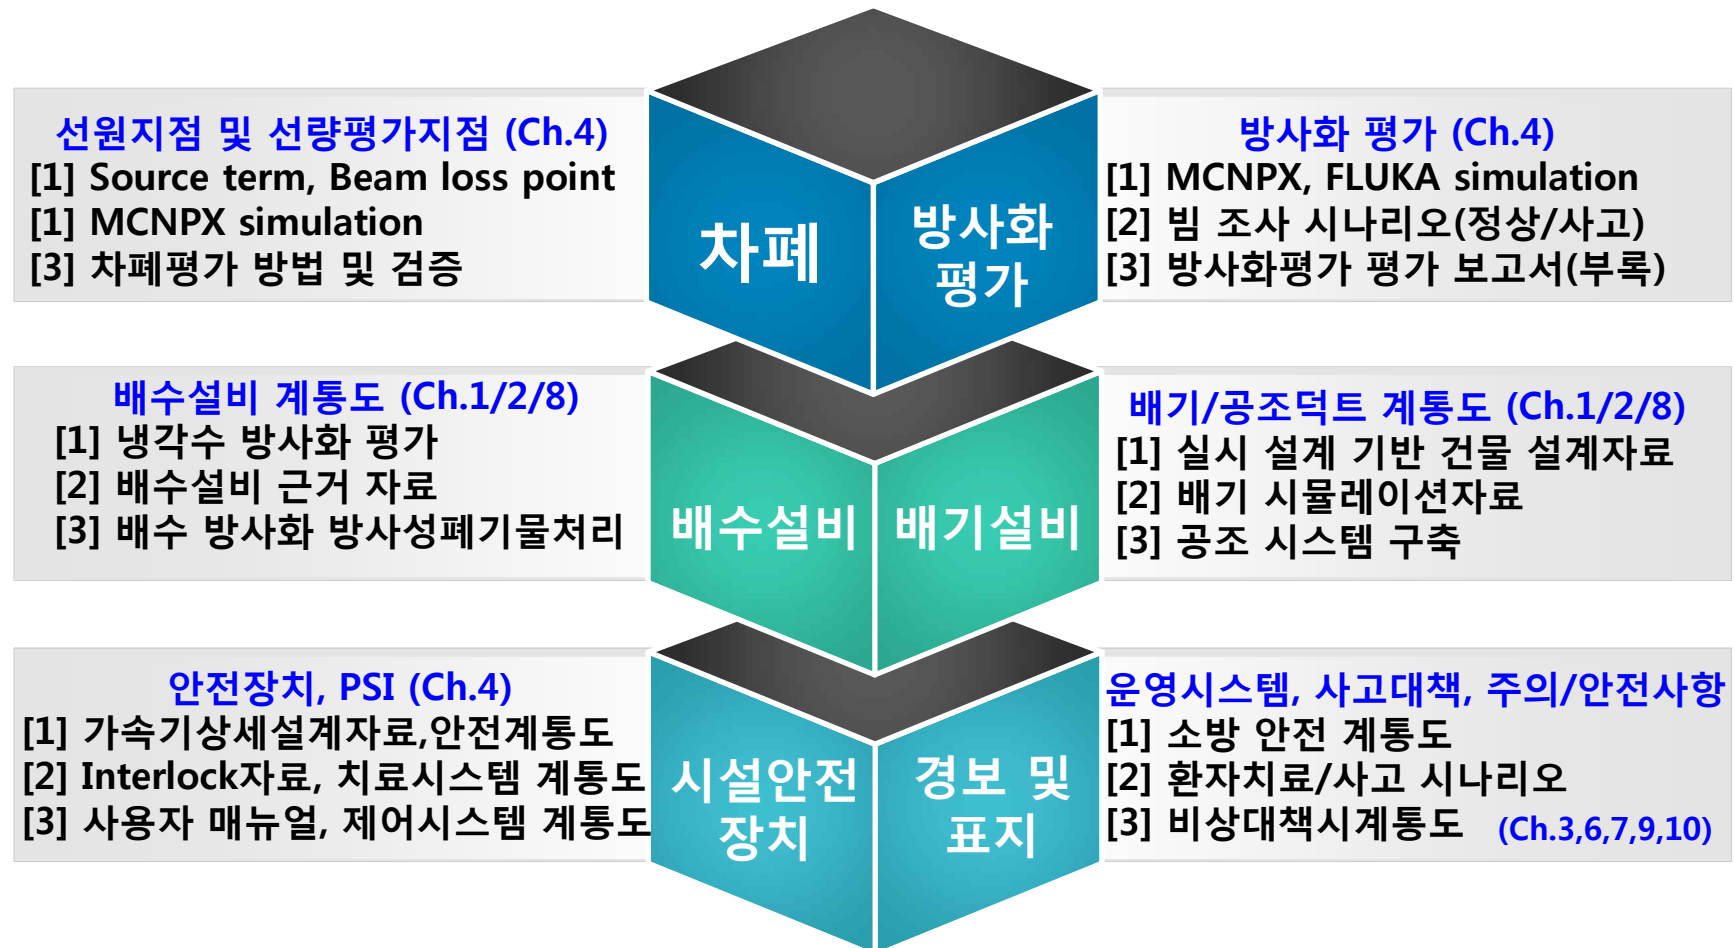 선원지점 및 선량평가지점 (Ch.4)
[1] Source term, Beam loss point
[1] MCNPX simulation
[3] 차폐평가 방법 및 검증
차폐
방사화
평가
방사화 평가 (Ch.4)
[1] MCNPX, FLUKA simulation
[2] 빔 조사 시나리오(정상/사고)
[3] 방사화평가 평가 보고서(부록)
배수설비 계통도 (Ch.1/2/8)
[1] 냉각수 방사화 평가
[2] 배수설비 근거 자료
[3] 배수 방사화 방사성폐기물처리
배수설비
배기설비
배기/공조덕트 계통도 (Ch.1/2/8)
[1] 실시 설계 기반 건물 설계자료
[2] 배기 시뮬레이션자료
[3] 공조 시스템 구축
안전장치, PSI (Ch.4)
[1] 가속기상세설계자료,안전계통도
[2] Interlock자료, 치료시스템 계통도
[3] 사용자 매뉴얼, 제어시스템 계통도
시설안전
장치
경보 및
표지
운영시스템, 사고대책, 주의/안전사항
[1] 소방 안전 계통도
[2] 환자치료/사고 시나리오
[3] 비상대책시계통도 (Ch.3,6,7,9,10)